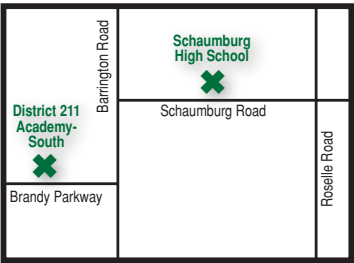 Barrington Road
Schaumburg
High School
Schaumburg Road
District 211
Academy-
South
Brandy Parkway
Roselle Road